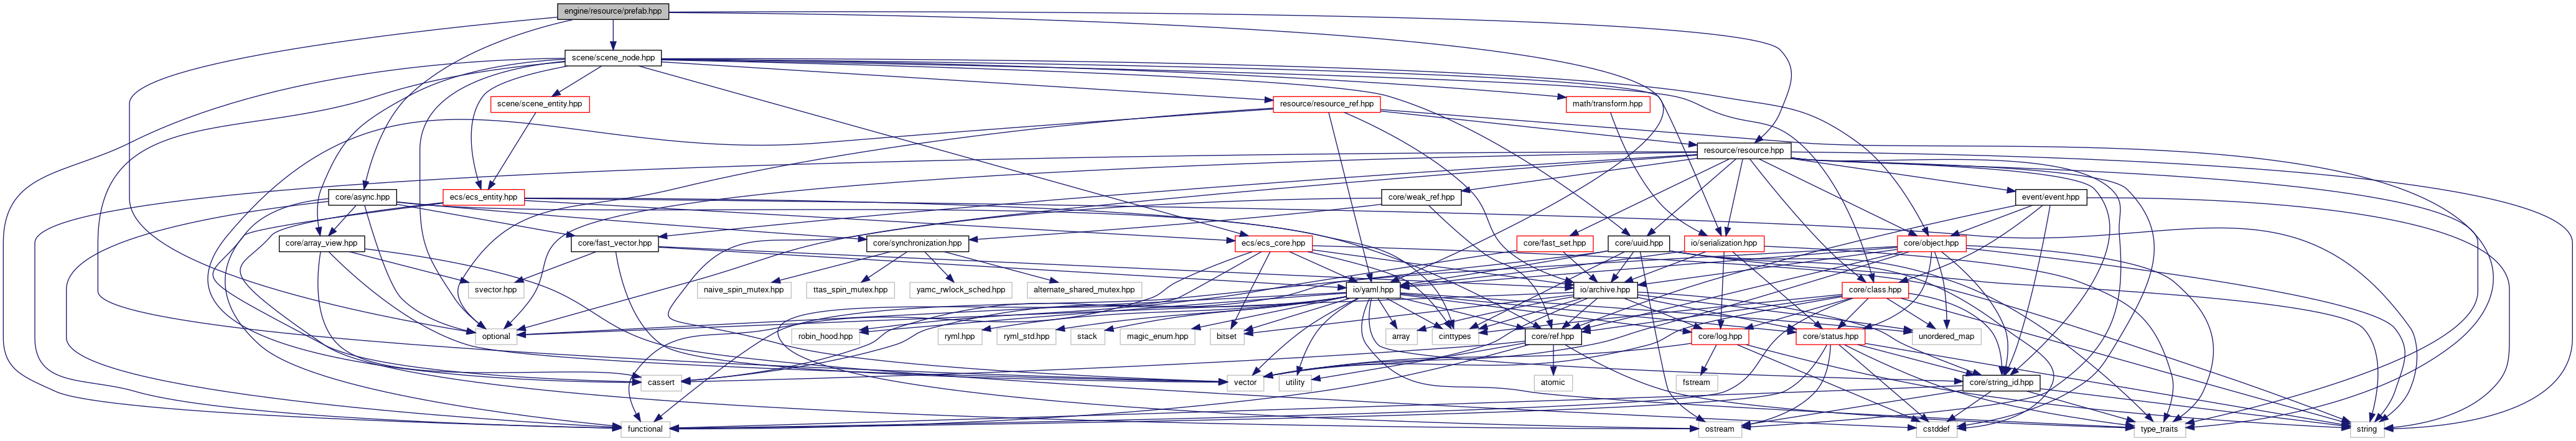 engine/resource/prefab.hpp
scene/scene_node.hpp
scene/scene_entity.hpp
resource/resource_ref.hpp
math/transform.hpp
resource/resource.hpp
core/async.hpp
ecs/ecs_entity.hpp
core/weak_ref.hpp
event/event.hpp
core/array_view.hpp
core/fast_vector.hpp
core/synchronization.hpp
ecs/ecs_core.hpp
core/fast_set.hpp
core/uuid.hpp
io/serialization.hpp
core/object.hpp
svector.hpp
naive_spin_mutex.hpp
ttas_spin_mutex.hpp
yamc_rwlock_sched.hpp
alternate_shared_mutex.hpp
io/yaml.hpp
io/archive.hpp
core/class.hpp
optional
robin_hood.hpp
ryml.hpp
ryml_std.hpp
stack
magic_enum.hpp
bitset
array
cinttypes
core/ref.hpp
core/log.hpp
core/status.hpp
unordered_map
cassert
vector
utility
atomic
fstream
core/string_id.hpp
functional
ostream
cstddef
type_traits
string